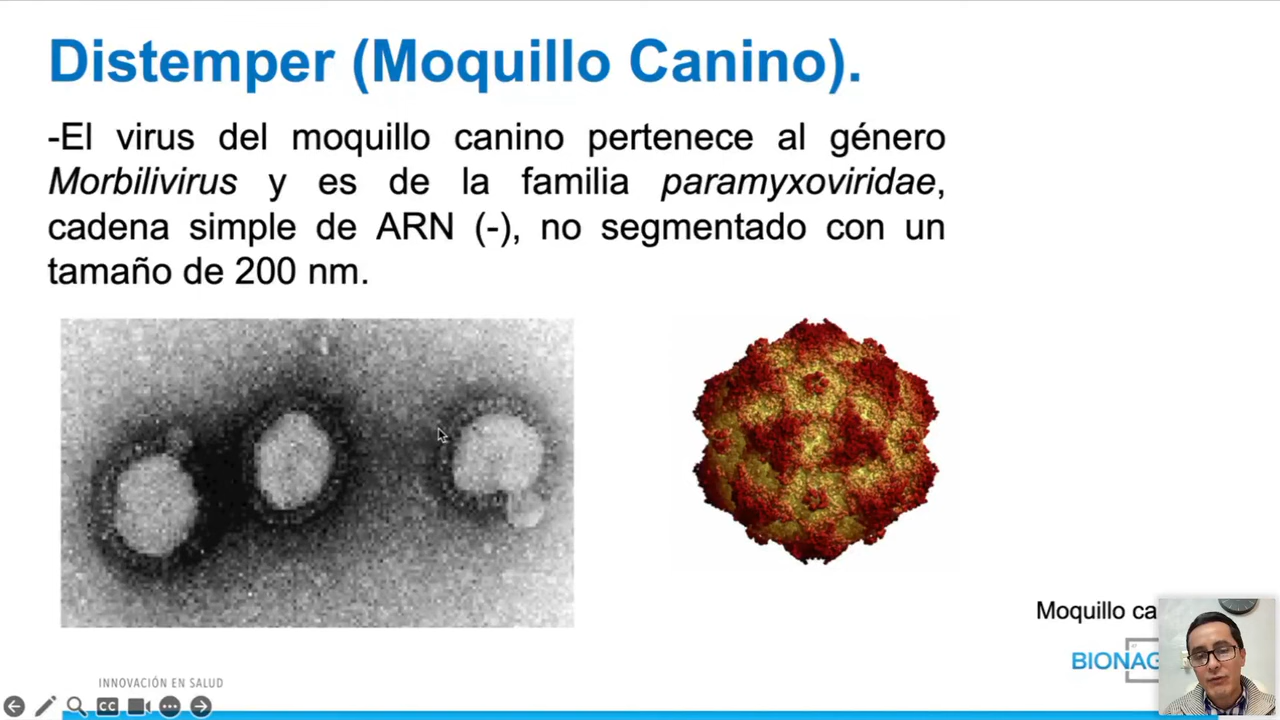 Distemper (Moquillo Canino).
-El virus del moquillo canino pertenece al género
Morbilivirus y es de la familia paramyxoviridae,
cadena simple de ARN (-), no segmentado con un
tamaño de 200 nm.
Moquillo ca
BIONAG
INNOVACIÓN EN SALUD
CC